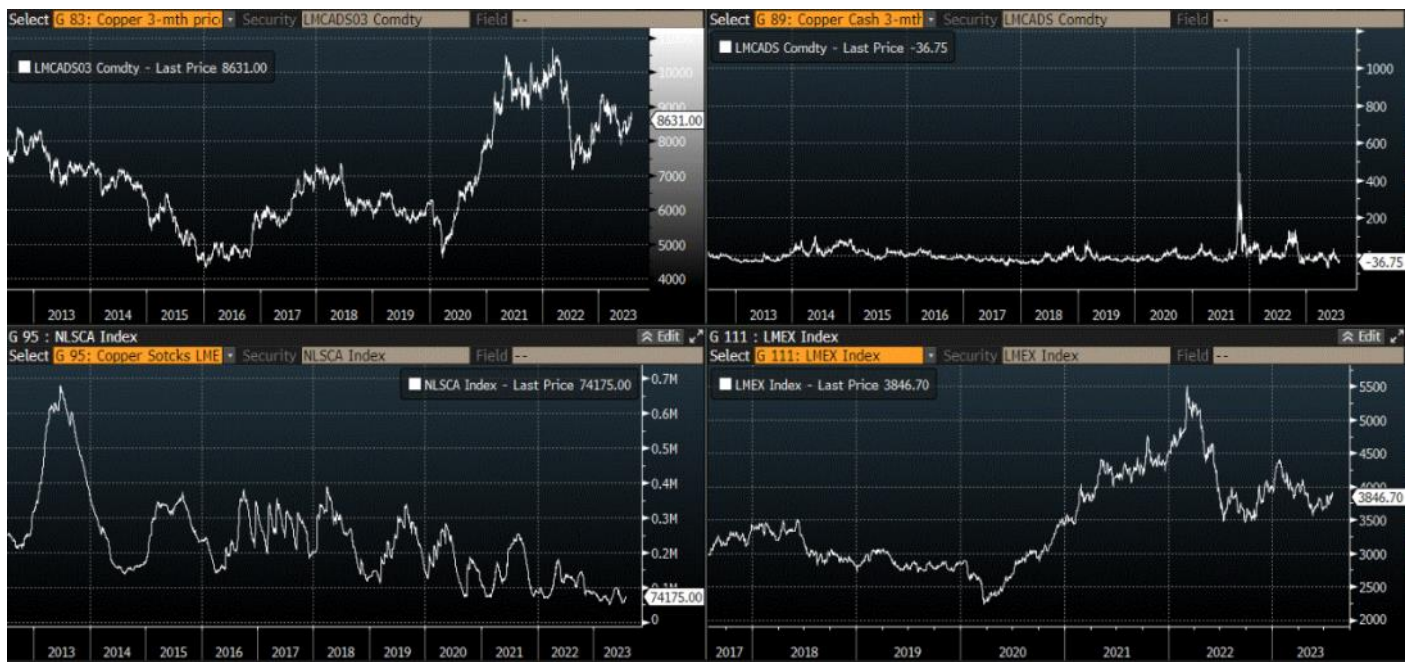 Select G 83: Copper 3-mth pric Security LMCADS03 Comdty Field --
LMCADS03 Comdty - Last Price 8631.00
10000
9000
8631.00
8000
7000
6000
5000
4000
2013 2014 2015 2016 2017 2018 2019 2020 2021 2022 2023
Select G 89: Copper Cash 3-mth Security LMCADS Comdty Field --
LMCADS Comdty - Last Price -36.75
1000
800
600
400
200
-36.75
2013 2014 2015 2016 2017 2018 2019 2020 2021 2022 2023
G 95 : NLSCA Index Edit
Select G 95: Copper Sotcks LME Security NLSCA Index Field --
NLSCA Index - Last Price 74175.00
0.7M
0.6M
0.5M
0.4M
0.3M
0.2M
0.1M
74175.00
0
2013 2014 2015 2016 2017 2018 2019 2020 2021 2022 2023
G 111 : LMEX Index Edit
Select G 111: LMEX Index Security LMEX Index Field --
LMEX Index - Last Price 3846.70
5500
5000
4500
4000
3846.70
3500
3000
2500
2000
2017 2018 2019 2020 2021 2022 2023